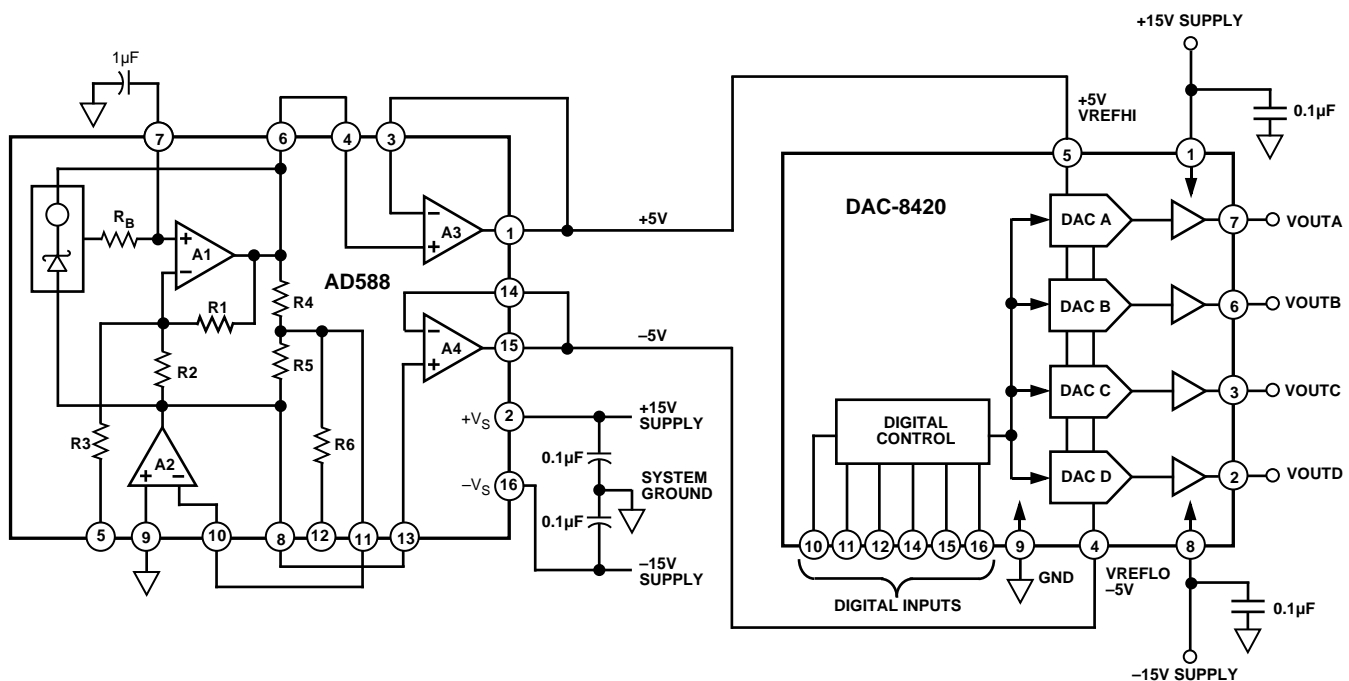 +15V SUPPLY
1µF
0.1µF
+5V
VREFHI
7
6
4
3
5
1
RB
+
A1
–
R1
R2
R3
R4
R5
R6
AD588
–
A3
+
1
+5V
14
–
A4
+
15
–5V
A2
+
–
+VS
2
+15V
SUPPLY
0.1µF
SYSTEM
GROUND
0.1µF
–VS
16
–15V
SUPPLY
5
9
10
8
12
11
13
DAC-8420
DAC A
7
VOUTA
DAC B
6
VOUTB
DAC C
3
VOUTC
DAC D
2
VOUTD
DIGITAL
CONTROL
10
11
12
14
15
16
9
4
8
DIGITAL INPUTS
GND
VREFLO
–5V
0.1µF
–15V SUPPLY